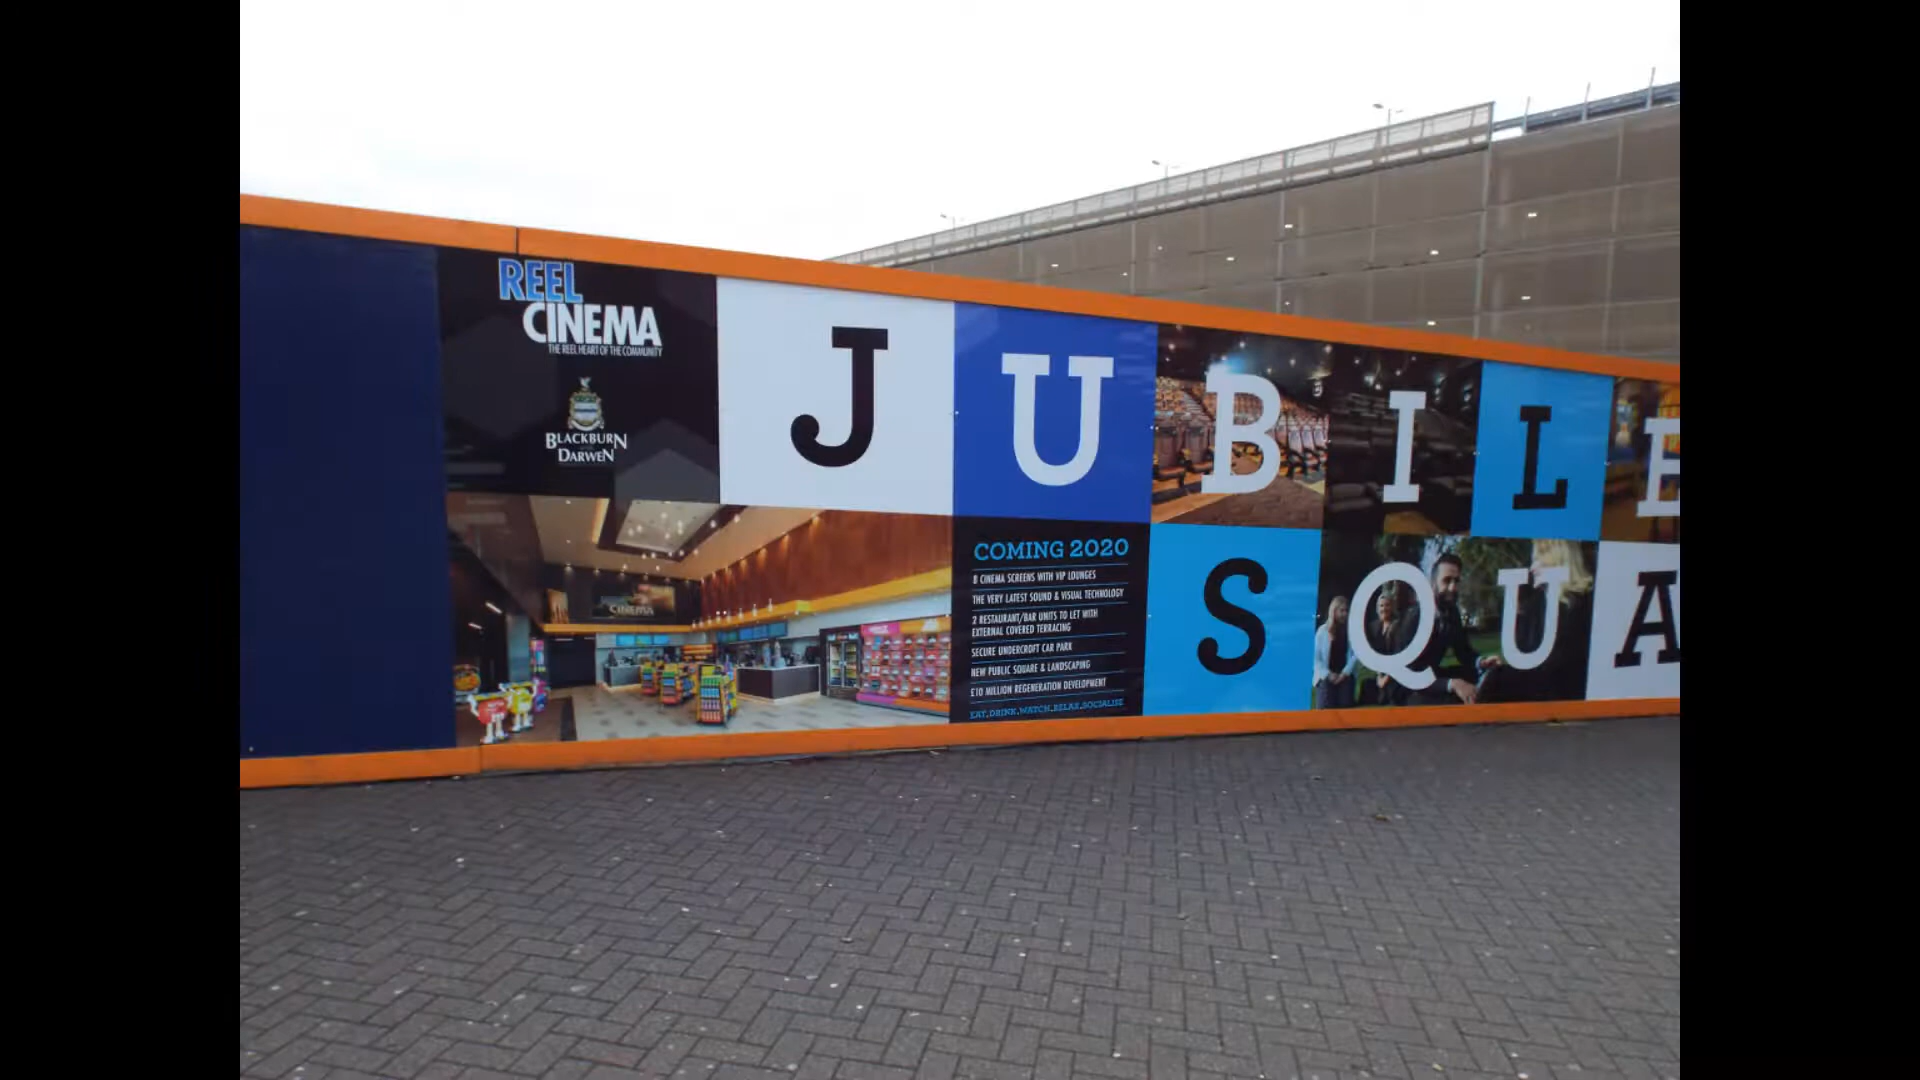 REEL
CINEMA
THE REEL HEART OF THE COMMUNITY
BLACKBURN
DARWEN
CINEMA
JUBILE
SQUA
COMING 2020
8 CINEMA SCREENS WITH VIP LOUNGES
THE VERY LATEST SOUND & VISUAL TECHNOLOGY
2 RESTAURANT/BAR UNITS TO LET WITH
EXTERNAL COVERED TERRACING
SECURE UNDERCROFT CAR PARK
NEW PUBLIC SQUARE & LANDSCAPING
£10 MILLION REGENERATION DEVELOPMENT
EAT.DRINK.WATCH.RELAX.SOCIALISE